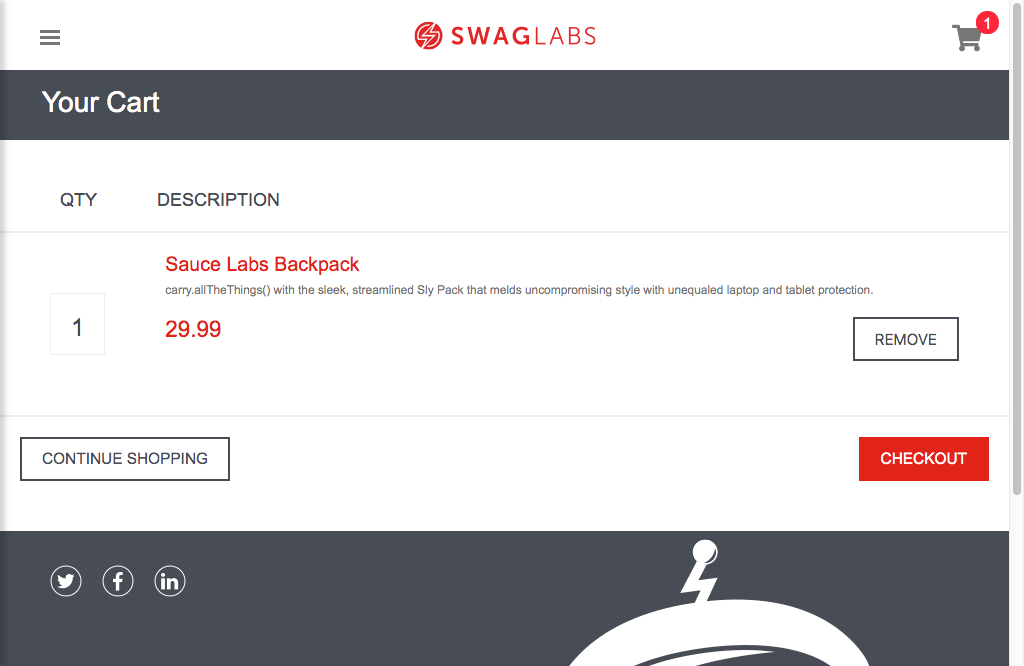 SWAGLABS
1
Your Cart
QTY
DESCRIPTION
Sauce Labs Backpack
carry.allTheThings() with the sleek, streamlined Sly Pack that melds uncompromising style with unequaled laptop and tablet protection.
1
29.99
REMOVE
CONTINUE SHOPPING
CHECKOUT